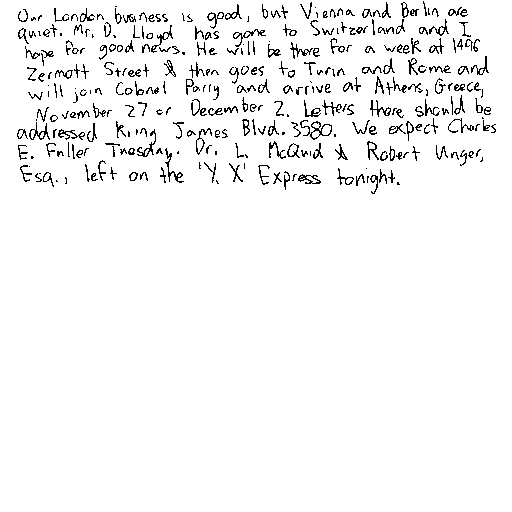 Our London business is good, but Vienna and Berlin are
quiet. Mr. D. Lloyd has gone to Switzerland and I
hope for good news. He will be there for a week at 1496
Zermott Street & then goes to Turin and Rome and
will join Colonel Parry and arrive at Athens, Greece,
November 27 or December 2. Letters there should be
addressed King James Blvd. 3580. We expect Charles
E. Fuller Tuesday. Dr. L. McQuid & Robert Unger,
Esq., left on the 'Y. X' Express tonight.